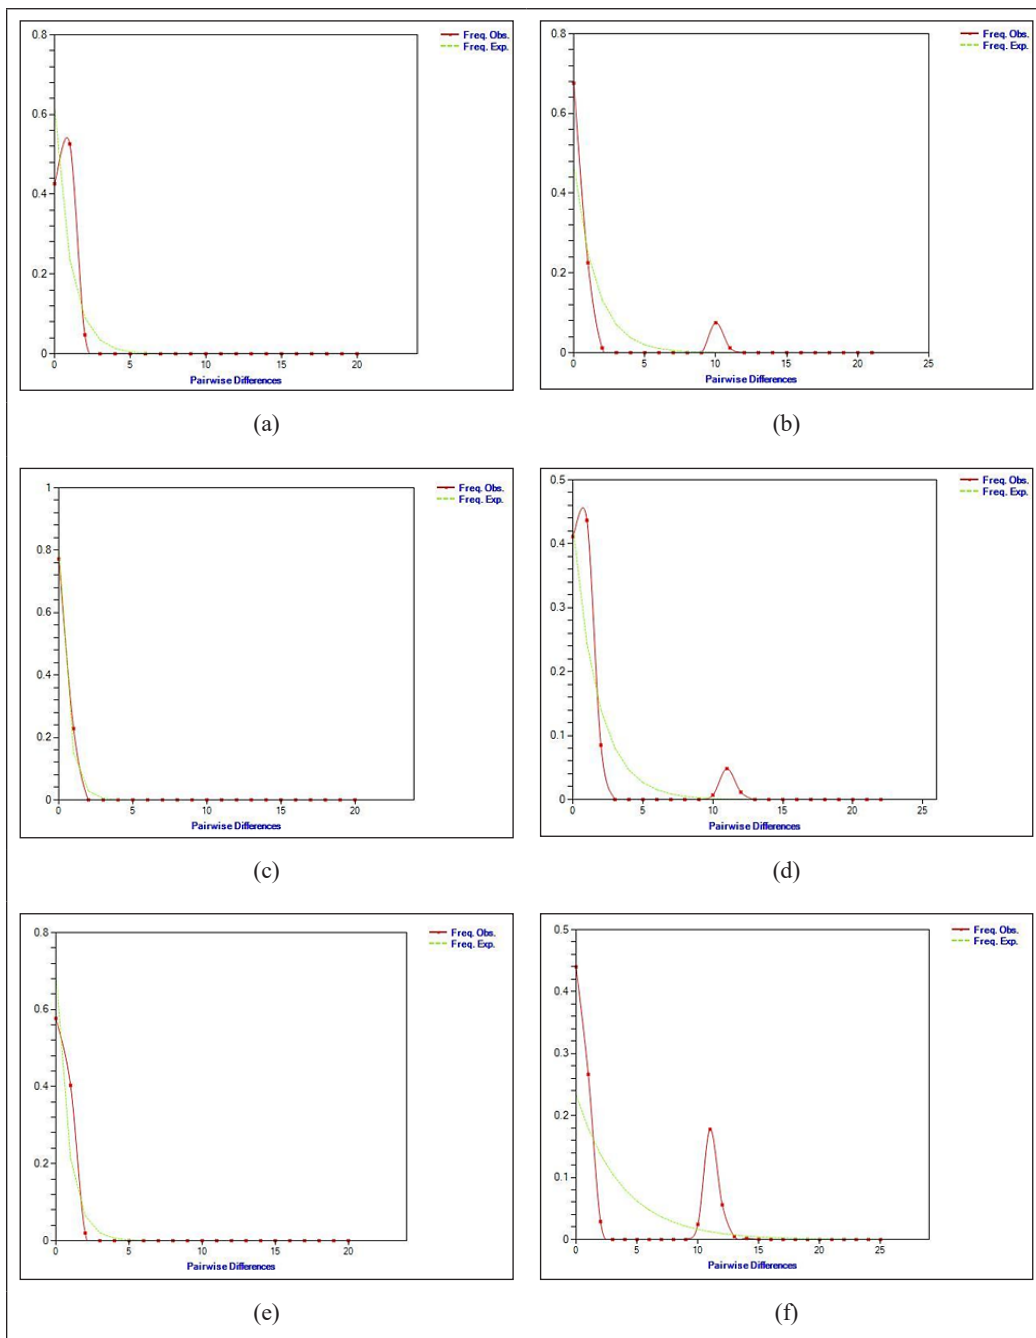 Freq. Obs.
Freq. Exp.
0.8
0.6
0.4
0.2
0
0 5 10 15 20
Pairwise Differences
(a)
Freq. Obs.
Freq. Exp.
0.8
0.6
0.4
0.2
0
0 5 10 15 20 25
Pairwise Differences
(b)
Freq. Obs.
Freq. Exp.
1
0.8
0.6
0.4
0.2
0
0 5 10 15 20
Pairwise Differences
(c)
Freq. Obs.
Freq. Exp.
0.5
0.4
0.3
0.2
0.1
0
0 5 10 15 20 25
Pairwise Differences
(d)
Freq. Obs.
Freq. Exp.
0.8
0.6
0.4
0.2
0
0 5 10 15 20
Pairwise Differences
(e)
Freq. Obs.
Freq. Exp.
0.5
0.4
0.3
0.2
0.1
0
0 5 10 15 20 25
Pairwise Differences
(f)